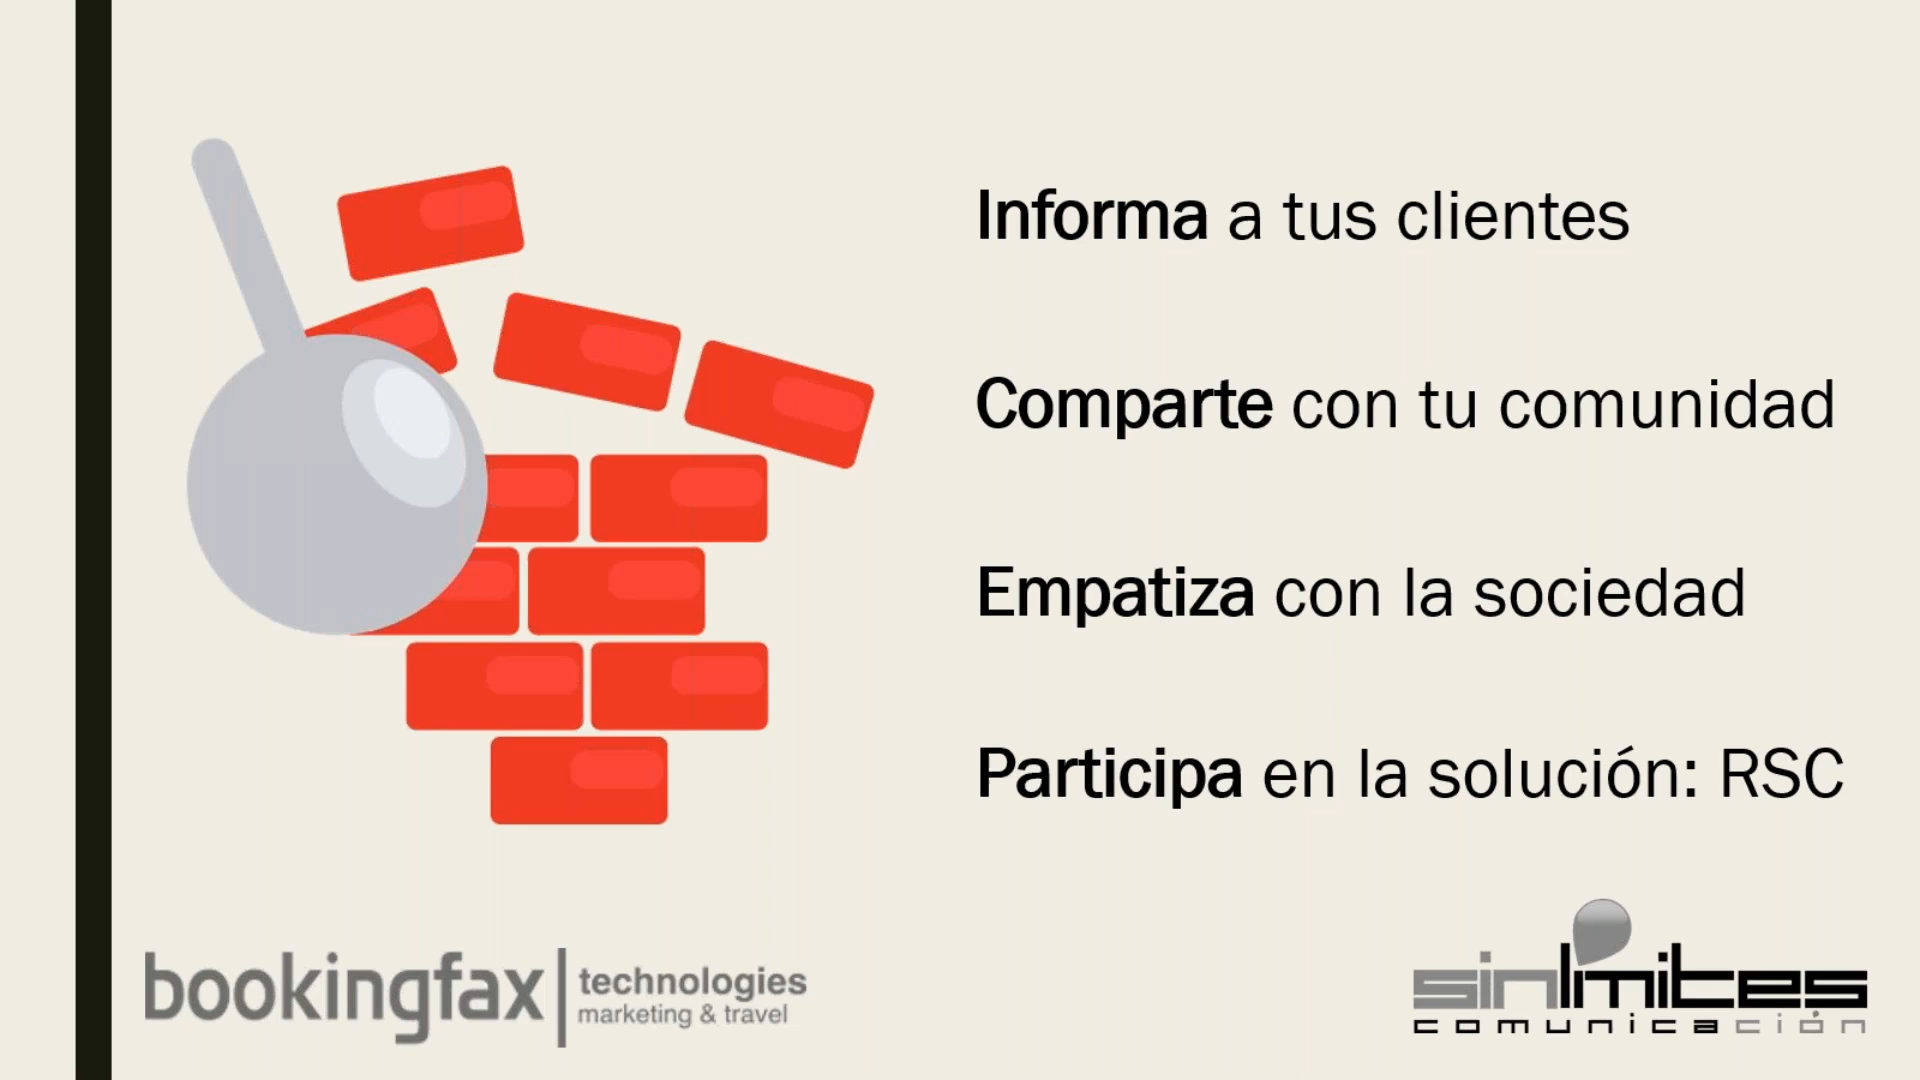 Informa a tus clientes
Comparte con tu comunidad
Empatiza con la sociedad
Participa en la solución: RSC
bookingfax
technologies
marketing & travel
sinlimites
comunicación